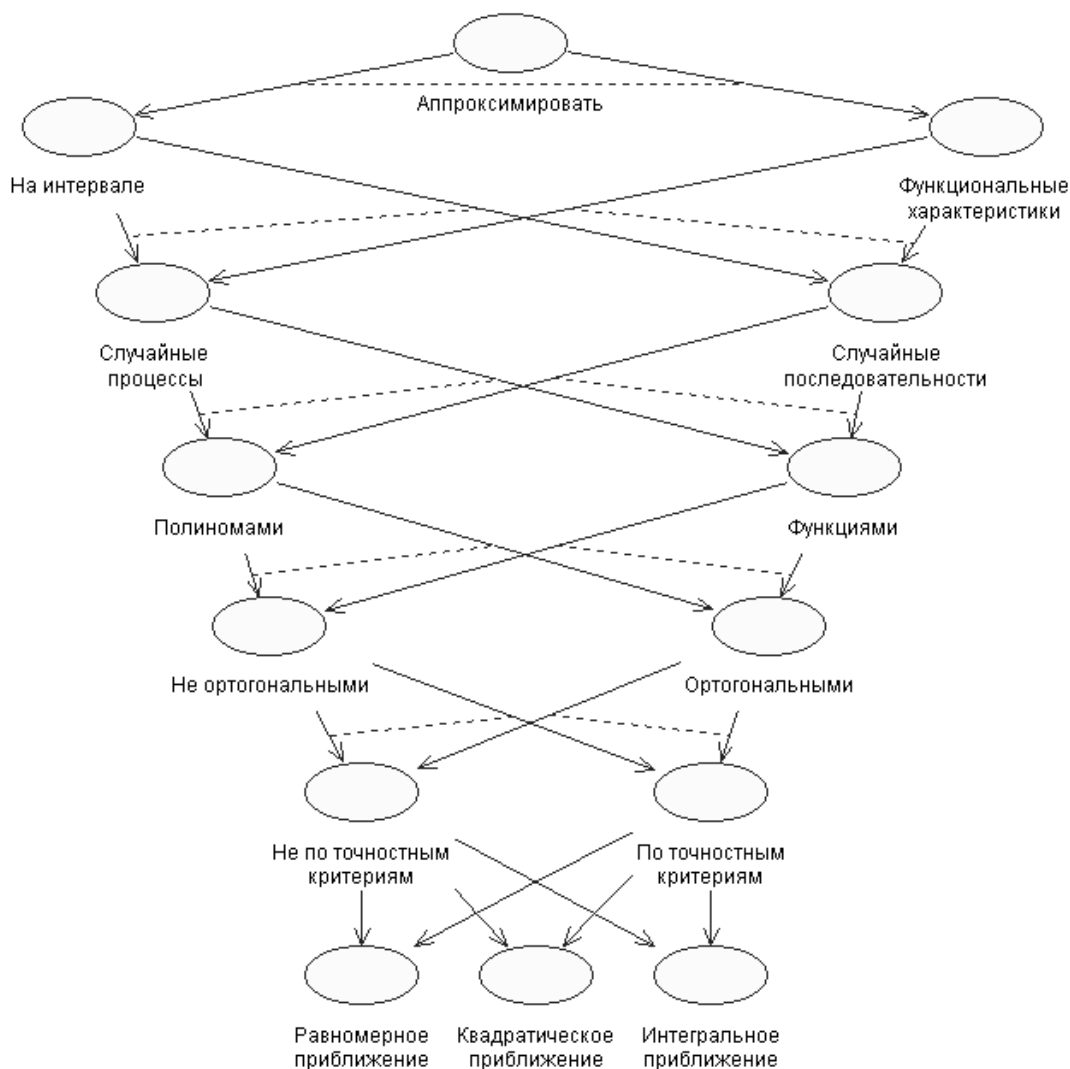 Аппроксимировать
На интервале
Функциональные
характеристики
Случайные
процессы
Случайные
последовательности
Полиномами
Функциями
Не ортогональными
Ортогональными
Не по точностным
критериям
По точностным
критериям
Равномерное
приближение
Квадратическое
приближение
Интегральное
приближение